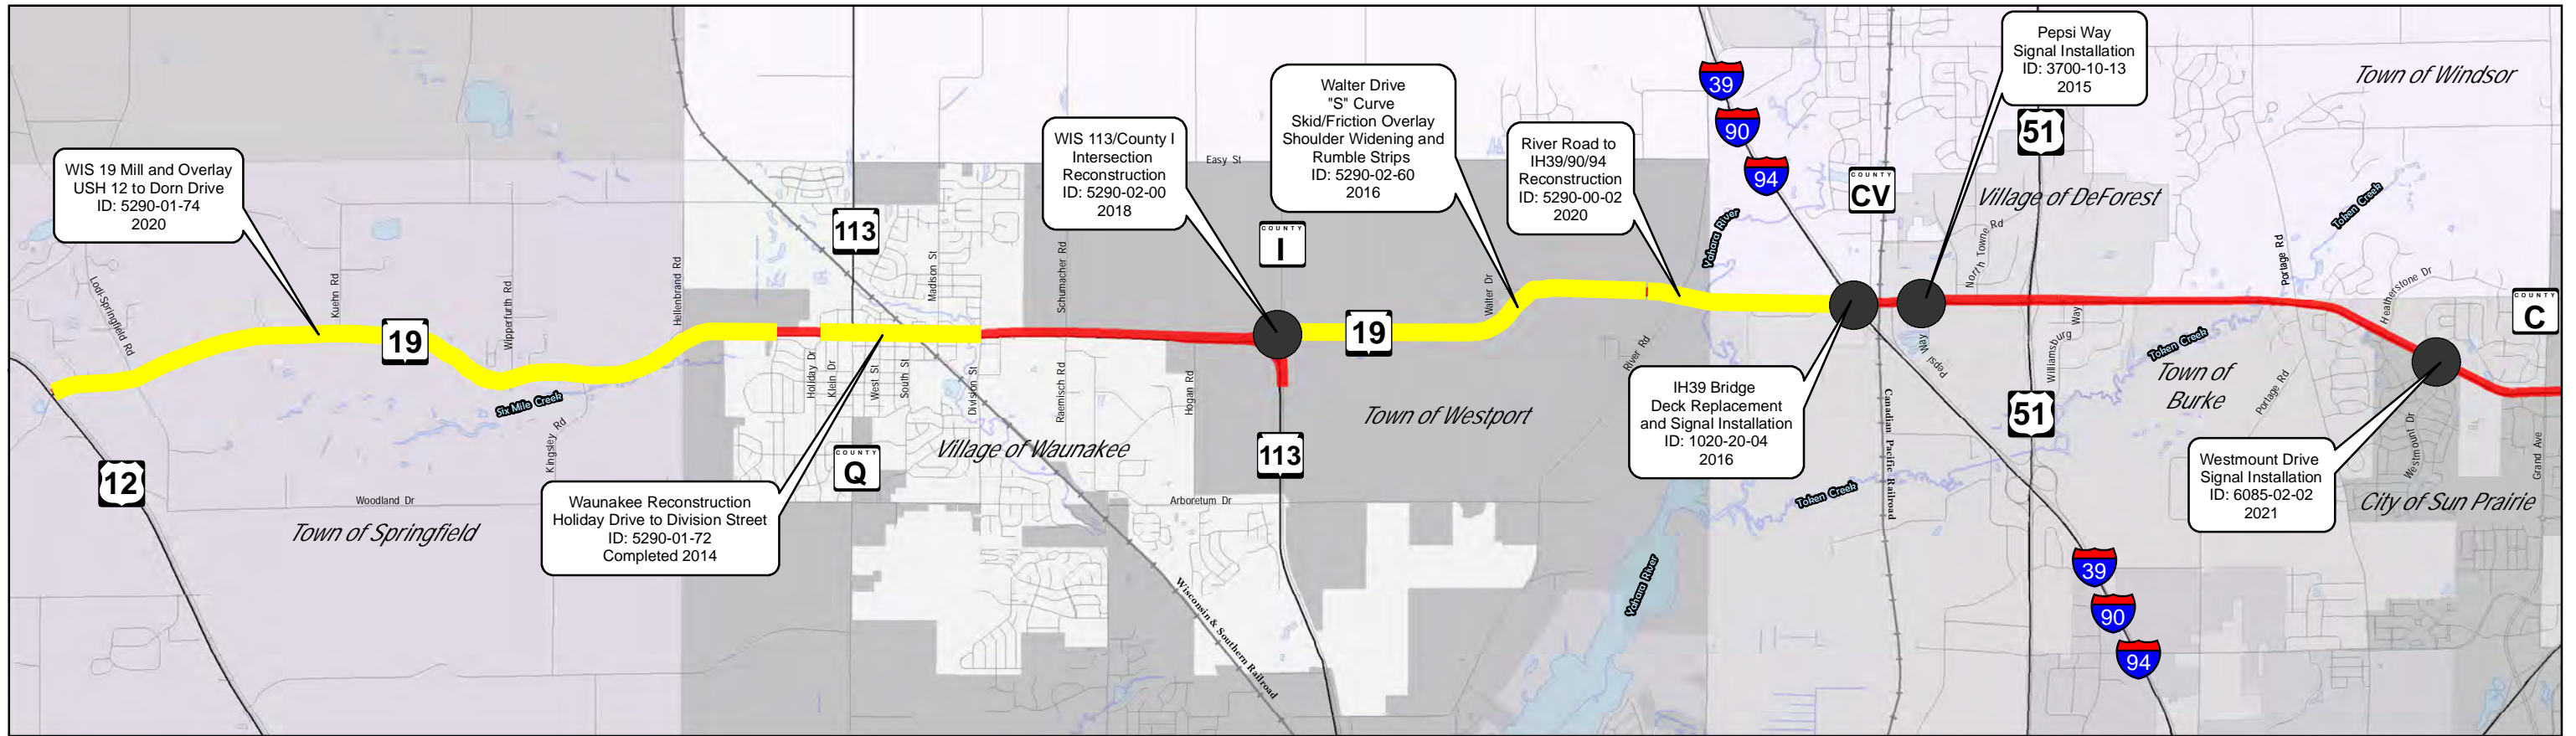 WIS 19 Mill and Overlay
USH 12 to Dorn Drive
ID: 5290-01-74
2020
Waunakee Reconstruction
Holiday Drive to Division Street
ID: 5290-01-72
Completed 2014
WIS 113/County I
Intersection
Reconstruction
ID: 5290-02-00
2018
Walter Drive
"S" Curve
Skid/Friction Overlay
Shoulder Widening and
Rumble Strips
ID: 5290-02-60
2016
River Road to
IH39/90/94
Reconstruction
ID: 5290-00-02
2020
IH39 Bridge
Deck Replacement
and Signal Installation
ID: 1020-20-04
2016
Pepsi Way
Signal Installation
ID: 3700-10-13
2015
Westmount Drive
Signal Installation
ID: 6085-02-02
2021
Town of Springfield
Village of Waunakee
Town of Westport
Village of DeForest
Town of Windsor
Town of
Burke
City of Sun Prairie
12
19
113
COUNTY
Q
COUNTY
I
113
19
39
90
94
COUNTY
CV
51
51
39
90
94
COUNTY
C
Lodi-Springfield Rd
Kuehn Rd
Wipperfurth Rd
Hellenbrand Rd
Kingsley Rd
Woodland Dr
Six Mile Creek
Holiday Dr
Klein Dr
West St
South St
Madison St
Division St
Schumacher Rd
Raemisch Rd
Hogan Rd
Easy St
Arboretum Dr
Wisconsin & Southern Railroad
Walter Dr
River Rd
Yahara River
Yahara River
Canadian Pacific Railroad
Pepsi Way
North Towne Rd
Williamsburg Way
Token Creek
Token Creek
Token Creek
Portage Rd
Portage Rd
Heatherstone Dr
Westmount Dr
Grand Ave